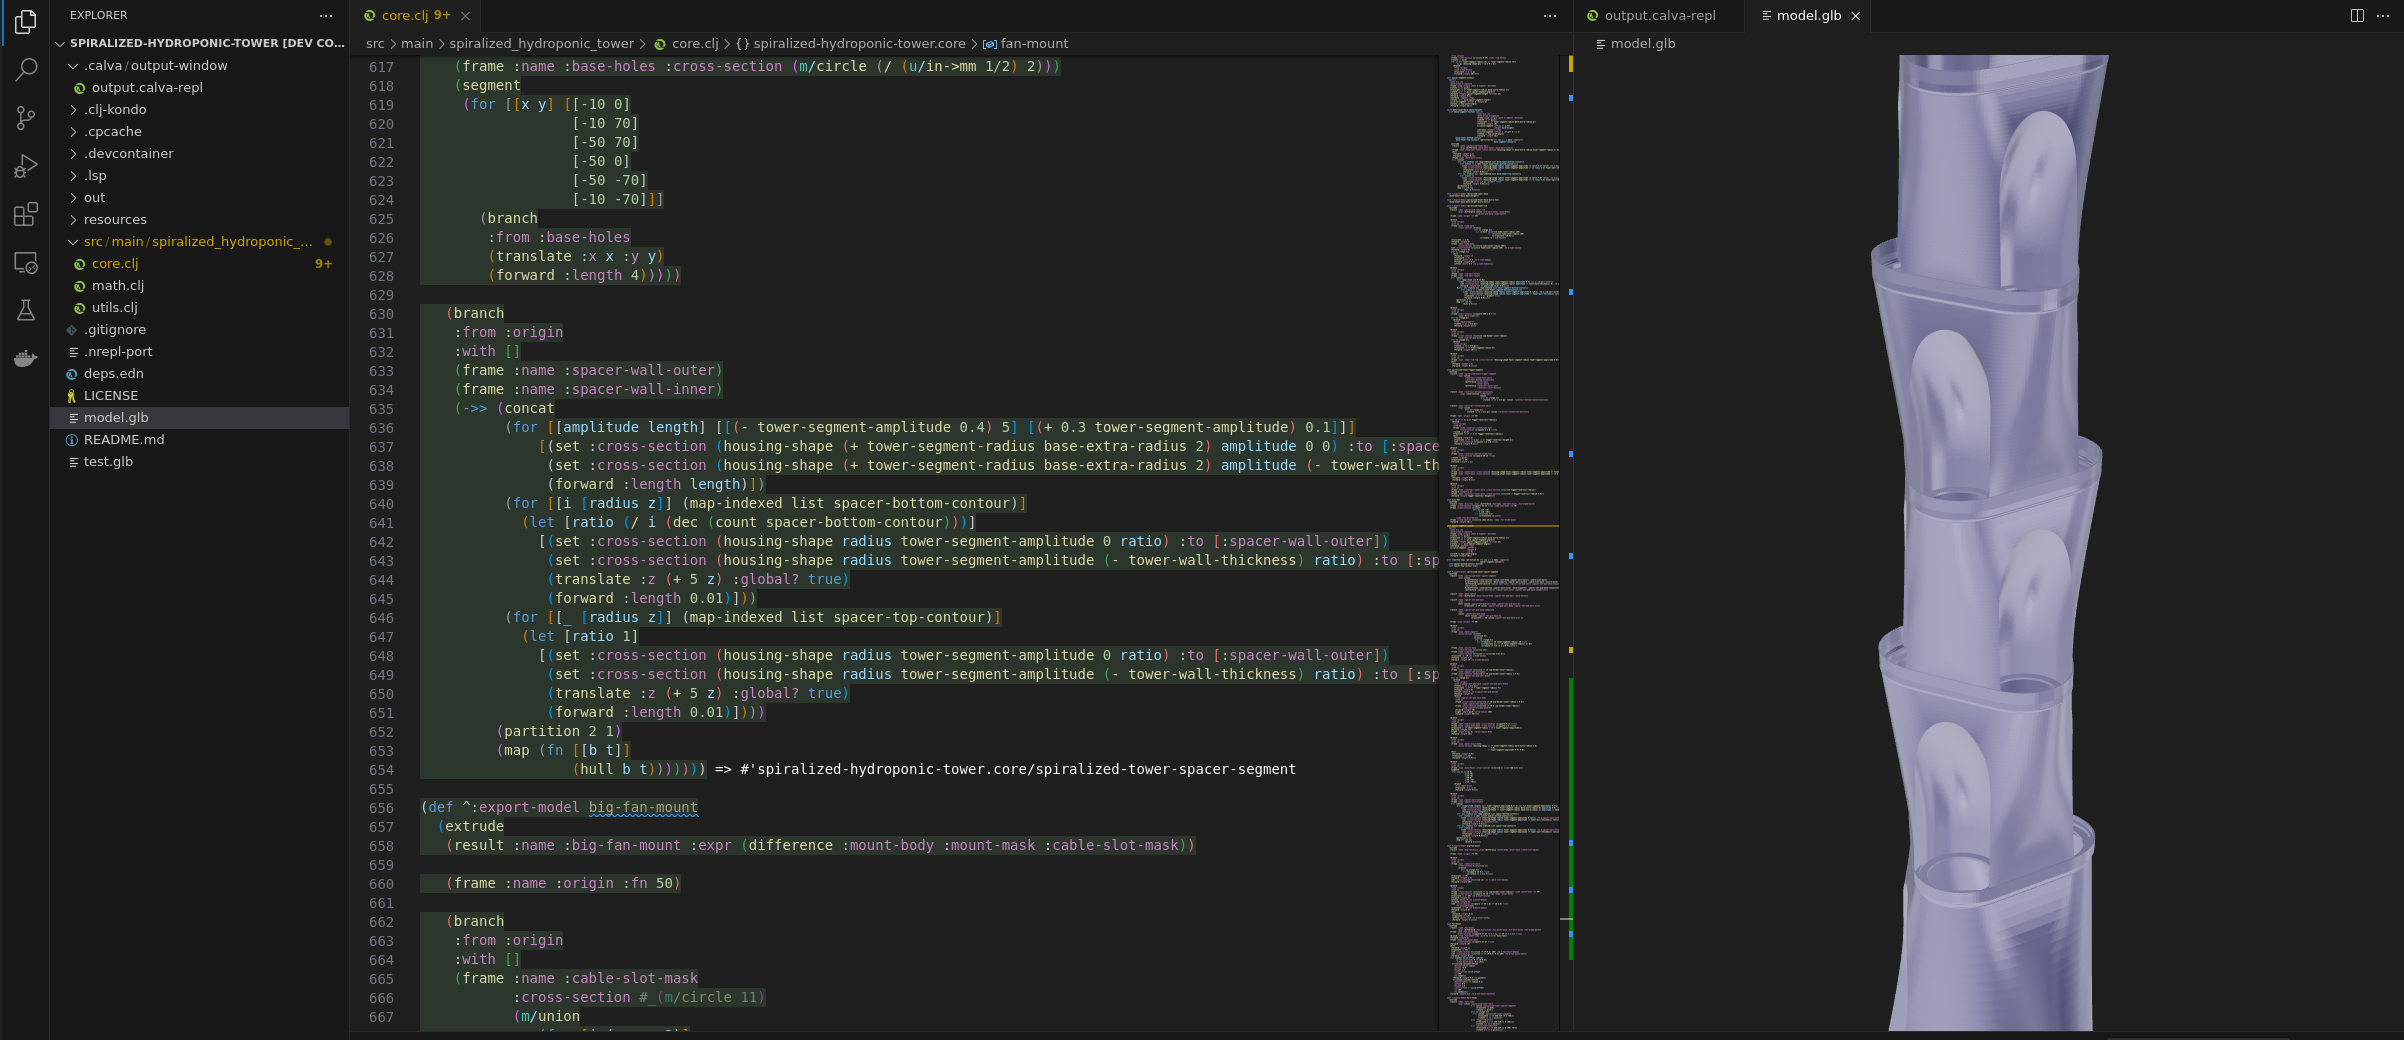 EXPLORER
SPIRALIZED-HYDROPONIC-TOWER [DEV CO...
.calva / output-window
output.calva-repl
.clj-kondo
.cpcache
.devcontainer
.lsp
out
resources
src / main / spiralized_hydroponic_...
core.clj 9+
math.clj
utils.clj
.gitignore
.nrepl-port
deps.edn
LICENSE
model.glb
README.md
test.glb
core.clj 9+
src > main > spiralized_hydroponic_tower > core.clj > {} spiralized-hydroponic-tower.core > fan-mount
617 (frame :name :base-holes :cross-section (m/circle (/ (u/in->mm 1/2) 2)))
618 (segment
619 (for [[x y] [[-10 0]
620 [-10 70]
621 [-50 70]
622 [-50 0]
623 [-50 -70]
624 [-10 -70]]]
625 (branch
626 :from :base-holes
627 (translate :x x :y y)
628 (forward :length 4)))))
629
630 (branch
631 :from :origin
632 :with []
633 (frame :name :spacer-wall-outer)
634 (frame :name :spacer-wall-inner)
635 (->> (concat
636 (for [[amplitude length] [[(- tower-segment-amplitude 0.4) 5] [(+ 0.3 tower-segment-amplitude) 0.1]]]
637 [(set :cross-section (housing-shape (+ tower-segment-radius base-extra-radius 2) amplitude 0 0) :to [:space
638 (set :cross-section (housing-shape (+ tower-segment-radius base-extra-radius 2) amplitude (- tower-wall-th
639 (forward :length length)])
640 (for [[i [radius z]] (map-indexed list spacer-bottom-contour)]
641 (let [ratio (/ i (dec (count spacer-bottom-contour)))]
642 [(set :cross-section (housing-shape radius tower-segment-amplitude 0 ratio) :to [:spacer-wall-outer])
643 (set :cross-section (housing-shape radius tower-segment-amplitude (- tower-wall-thickness) ratio) :to [:sp
644 (translate :z (+ 5 z) :global? true)
645 (forward :length 0.01)]))
646 (for [[_ [radius z]] (map-indexed list spacer-top-contour)]
647 (let [ratio 1]
648 [(set :cross-section (housing-shape radius tower-segment-amplitude 0 ratio) :to [:spacer-wall-outer])
649 (set :cross-section (housing-shape radius tower-segment-amplitude (- tower-wall-thickness) ratio) :to [:sp
650 (translate :z (+ 5 z) :global? true)
651 (forward :length 0.01)])))
652 (partition 2 1)
653 (map (fn [[b t]]
654 (hull b t))))))) => #'spiralized-hydroponic-tower.core/spiralized-tower-spacer-segment
655
656 (def ^:export-model big-fan-mount
657 (extrude
658 (result :name :big-fan-mount :expr (difference :mount-body :mount-mask :cable-slot-mask))
659
660 (frame :name :origin :fn 50)
661
662 (branch
663 :from :origin
664 :with []
665 (frame :name :cable-slot-mask
666 :cross-section #_(m/circle 11)
667 (m/union
output.calva-repl
model.glb
model.glb